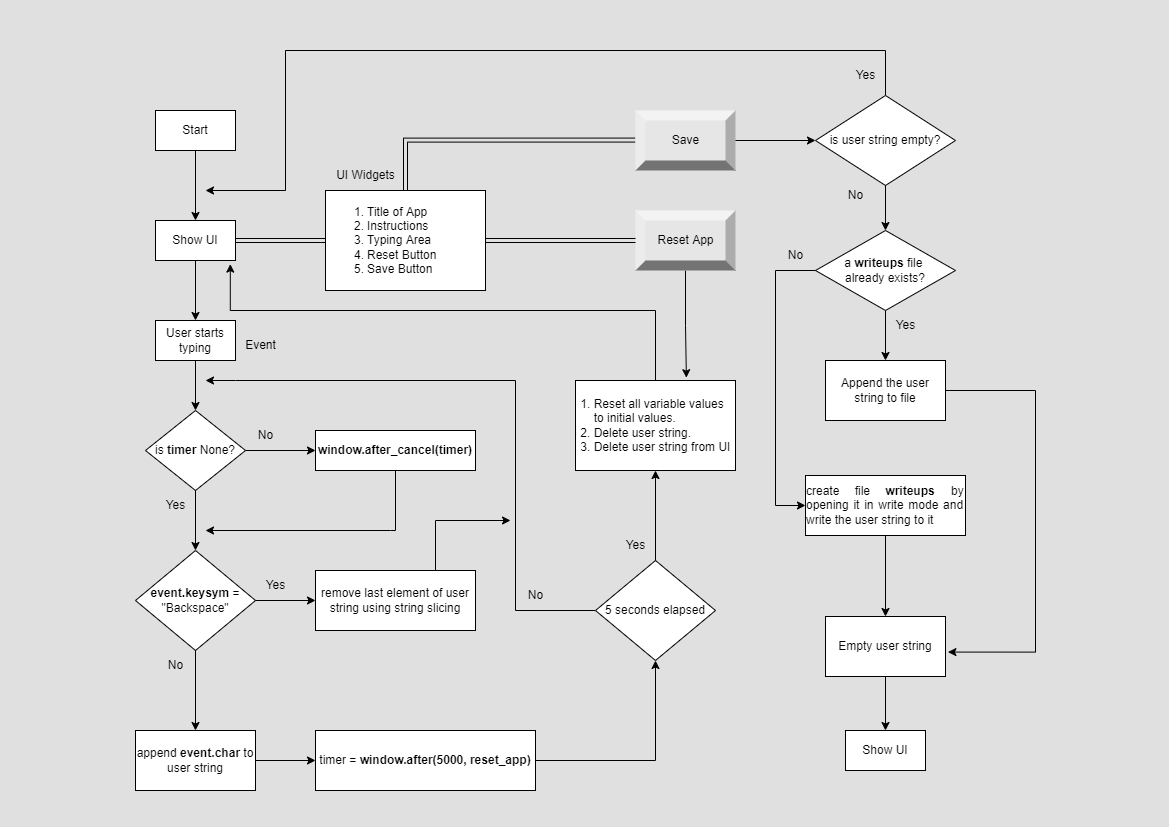 Yes
Start
Save
is user string empty?
UI Widgets
No
1. Title of App
2. Instructions
3. Typing Area
4. Reset Button
5. Save Button
Show UI
Reset App
No
a writeups file
already exists?
User starts
typing
Event
Yes
Append the user
string to file
1. Reset all variable values
to initial values.
2. Delete user string.
3. Delete user string from UI
is timer None?
No
window.after_cancel(timer)
Yes
create file writeups by
opening it in write mode and
write the user string to it
Yes
event.keysym =
"Backspace"
Yes
remove last element of user
string using string slicing
No
5 seconds elapsed
Empty user string
No
append event.char to
user string
timer = window.after(5000, reset_app)
Show UI